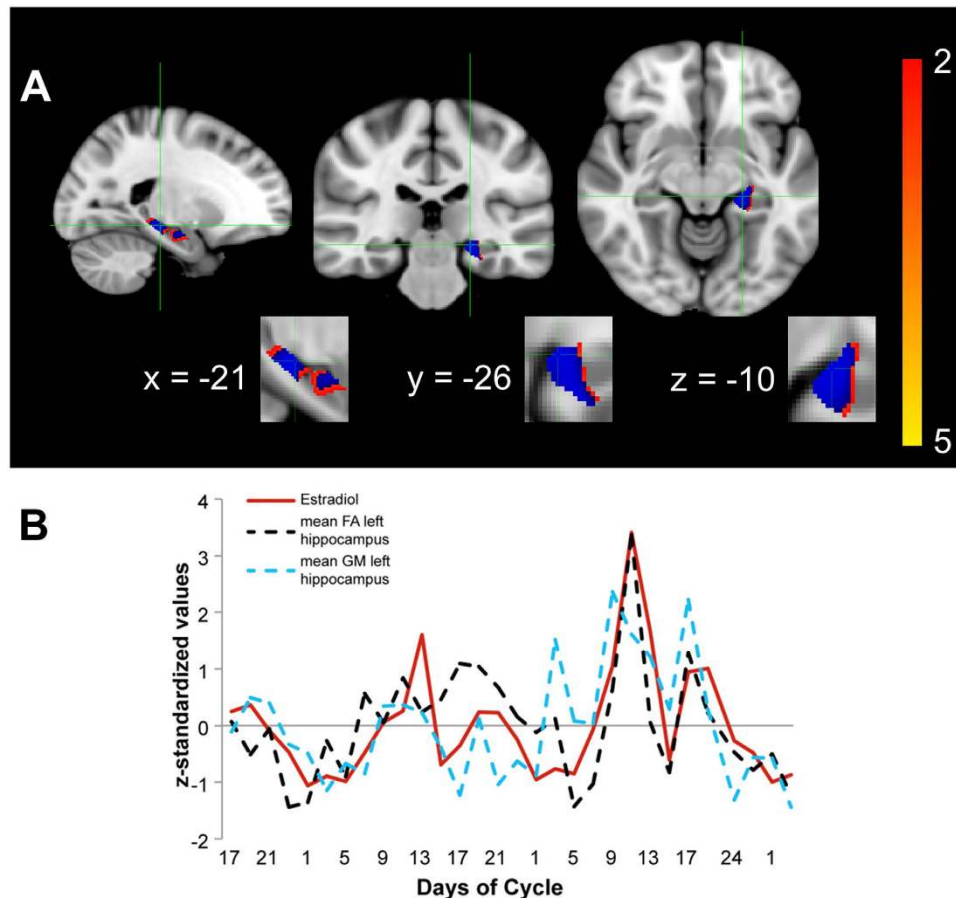 A
2
5
x = -21
y = -26
z = -10
B
Estradiol
mean FA left
hippocampus
mean GM left
hippocampus
z-standardized values
4
3
2
1
0
-1
-2
17 21 1 5 9 13 17 21 1 5 9 13 17 24 1
Days of Cycle